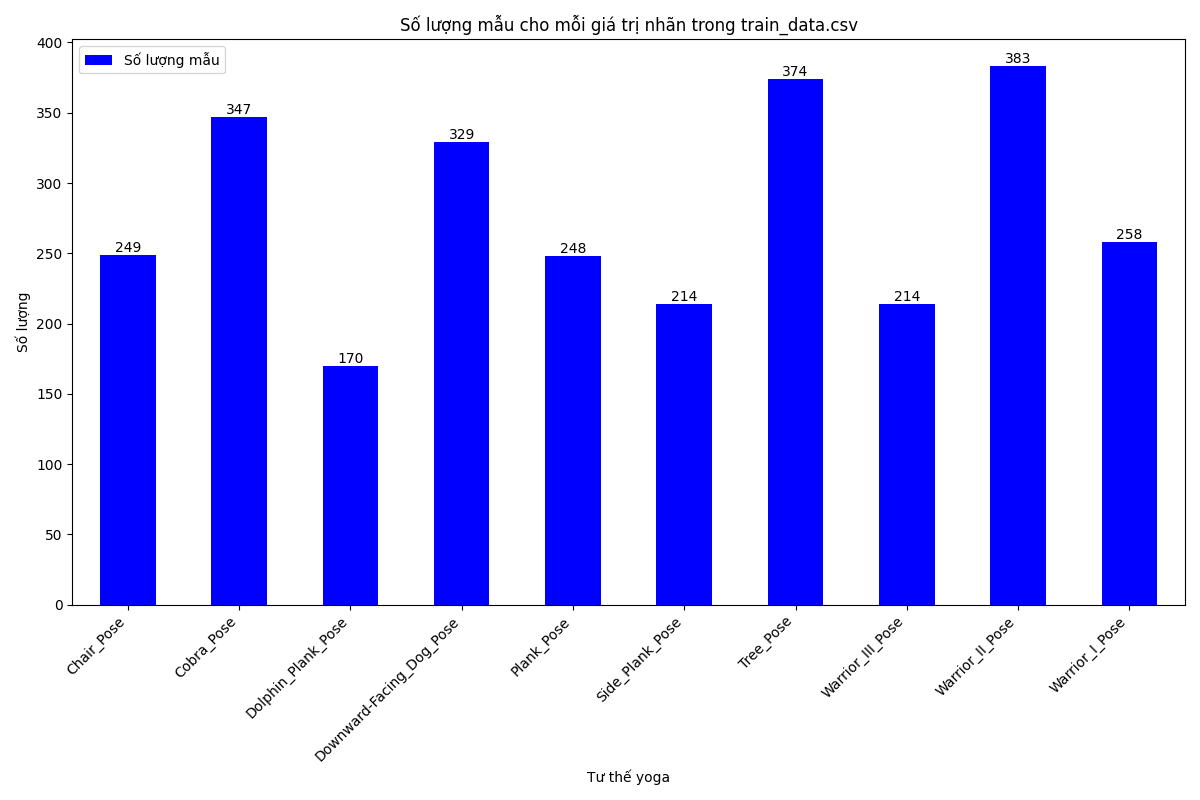 Số lượng mẫu cho mỗi giá trị nhãn trong train_data.csv
Số lượng mẫu
Số lượng
400
350
300
250
200
150
100
50
0
249
347
170
329
248
214
374
214
383
258
Chair_Pose
Cobra_Pose
Dolphin_Plank_Pose
Downward-Facing_Dog_Pose
Plank_Pose
Side_Plank_Pose
Tree_Pose
Warrior_III_Pose
Warrior_II_Pose
Warrior_I_Pose
Tư thế yoga